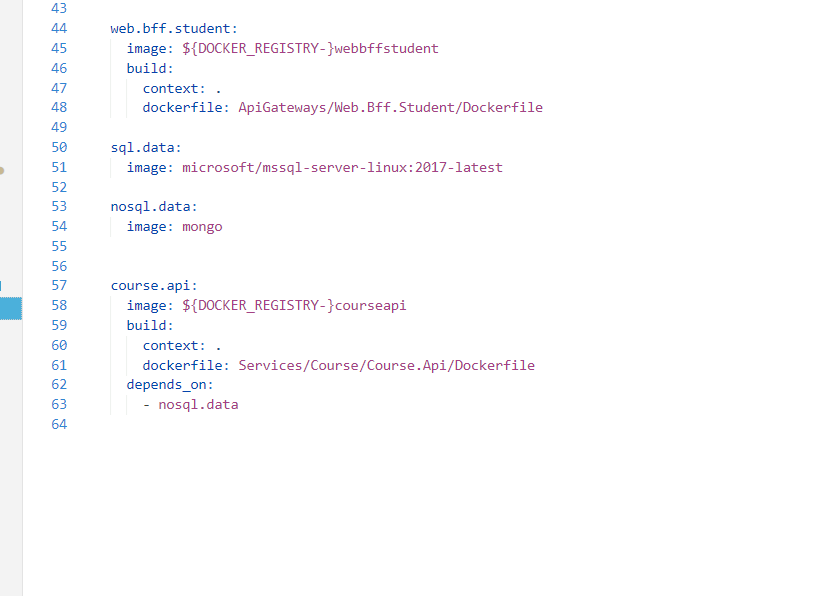 43
44 web.bff.student:
45 image: ${DOCKER_REGISTRY-}webbffstudent
46 build:
47 context: .
48 dockerfile: ApiGateways/Web.Bff.Student/Dockerfile
49
50 sql.data:
51 image: microsoft/mssql-server-linux:2017-latest
52
53 nosql.data:
54 image: mongo
55
56
57 course.api:
58 image: ${DOCKER_REGISTRY-}courseapi
59 build:
60 context: .
61 dockerfile: Services/Course/Course.Api/Dockerfile
62 depends_on:
63 - nosql.data
64